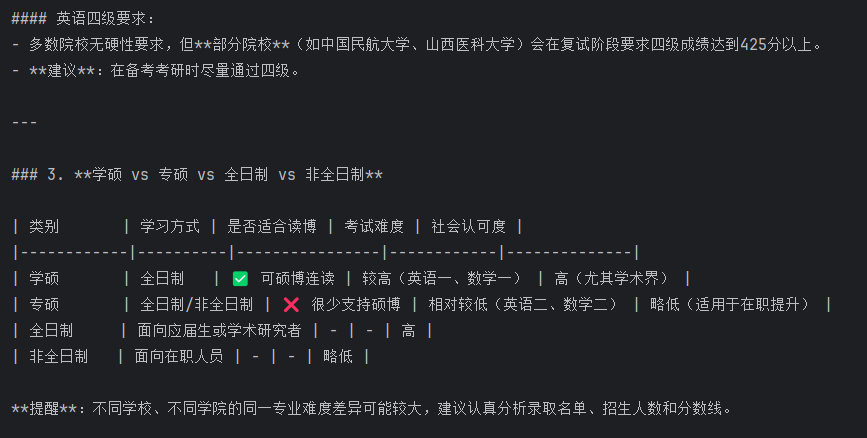 #### 英语四级要求：
- 多数院校无硬性要求，但**部分院校**（如中国民航大学、山西医科大学）会在复试阶段要求四级成绩达到425分以上。
- **建议**：在备考考研时尽量通过四级。
---
### 3. **学硕 vs 专硕 vs 全日制 vs 非全日制**
| 类别       | 学习方式 | 是否适合读博 | 考试难度 | 社会认可度 |
|------------|----------|----------------|------------|--------------|
| 学硕       | 全日制   | ✅ 可硕博连读 | 较高（英语一、数学一） | 高（尤其学术界） |
| 专硕       | 全日制/非全日制 | ❌ 很少支持硕博 | 相对较低（英语二、数学二） | 略低（适用于在职提升） |
| 全日制     | 面向应届生或学术研究者 | - | - | 高 |
| 非全日制   | 面向在职人员 | - | - | 略低 |
**提醒**：不同学校、不同学院的同一专业难度差异可能较大，建议认真分析录取名单、招生人数和分数线。